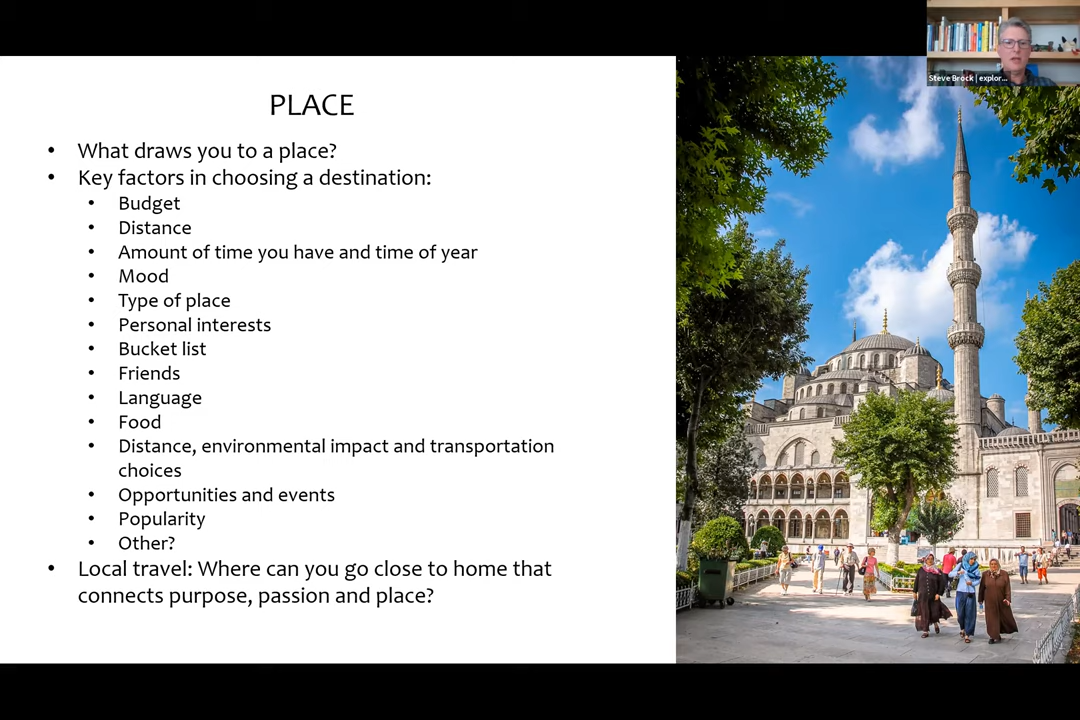 Steve Brock | explor...
PLACE
• What draws you to a place?
• Key factors in choosing a destination:
• Budget
• Distance
• Amount of time you have and time of year
• Mood
• Type of place
• Personal interests
• Bucket list
• Friends
• Language
• Food
• Distance, environmental impact and transportation
choices
• Opportunities and events
• Popularity
• Other?
• Local travel: Where can you go close to home that
connects purpose, passion and place?